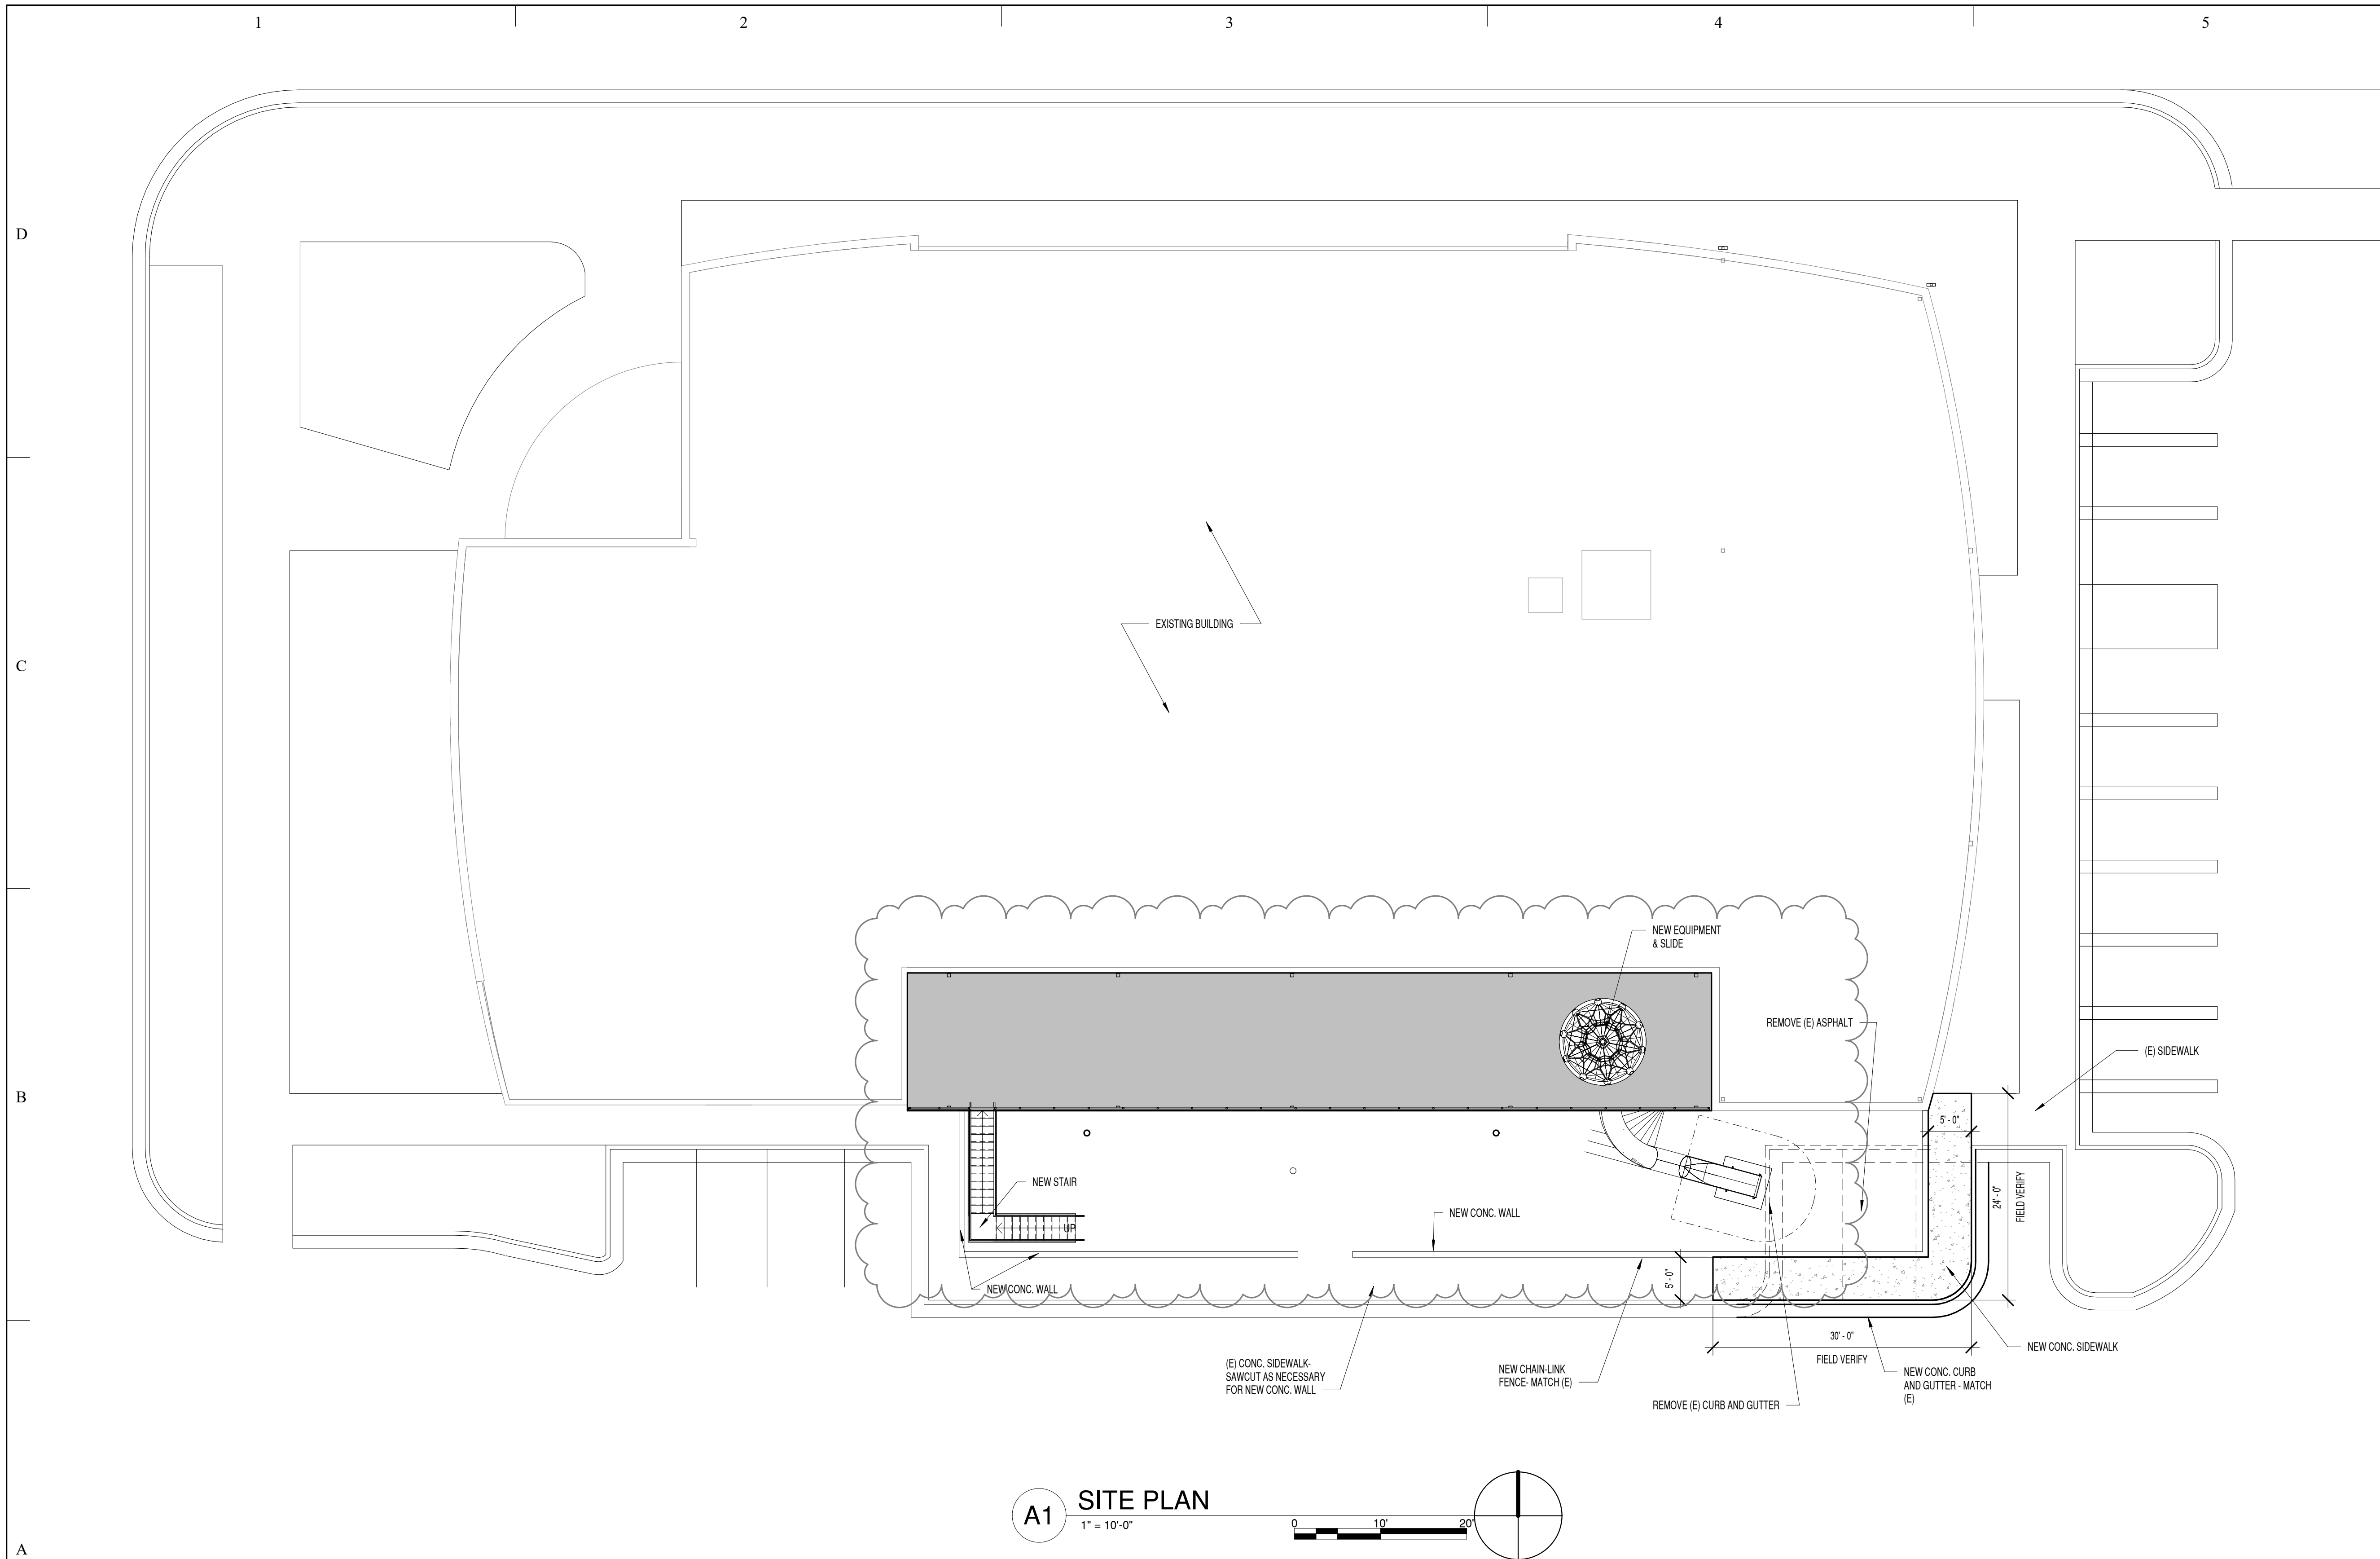 1 2 3 4 5
D
C
B
A
EXISTING BUILDING
NEW EQUIPMENT
& SLIDE
REMOVE (E) ASPHALT
(E) SIDEWALK
5' - 0"
24' - 0"
FIELD VERIFY
NEW STAIR
UP
NEW CONC. WALL
NEW CONC. WALL
5' - 0"
30' - 0"
FIELD VERIFY
NEW CONC. SIDEWALK
(E) CONC. SIDEWALK-
SAWCUT AS NECESSARY
FOR NEW CONC. WALL
NEW CHAIN-LINK
FENCE- MATCH (E)
NEW CONC. CURB
AND GUTTER - MATCH
(E)
REMOVE (E) CURB AND GUTTER
A1
SITE PLAN
1" = 10'-0"
0 10' 20'